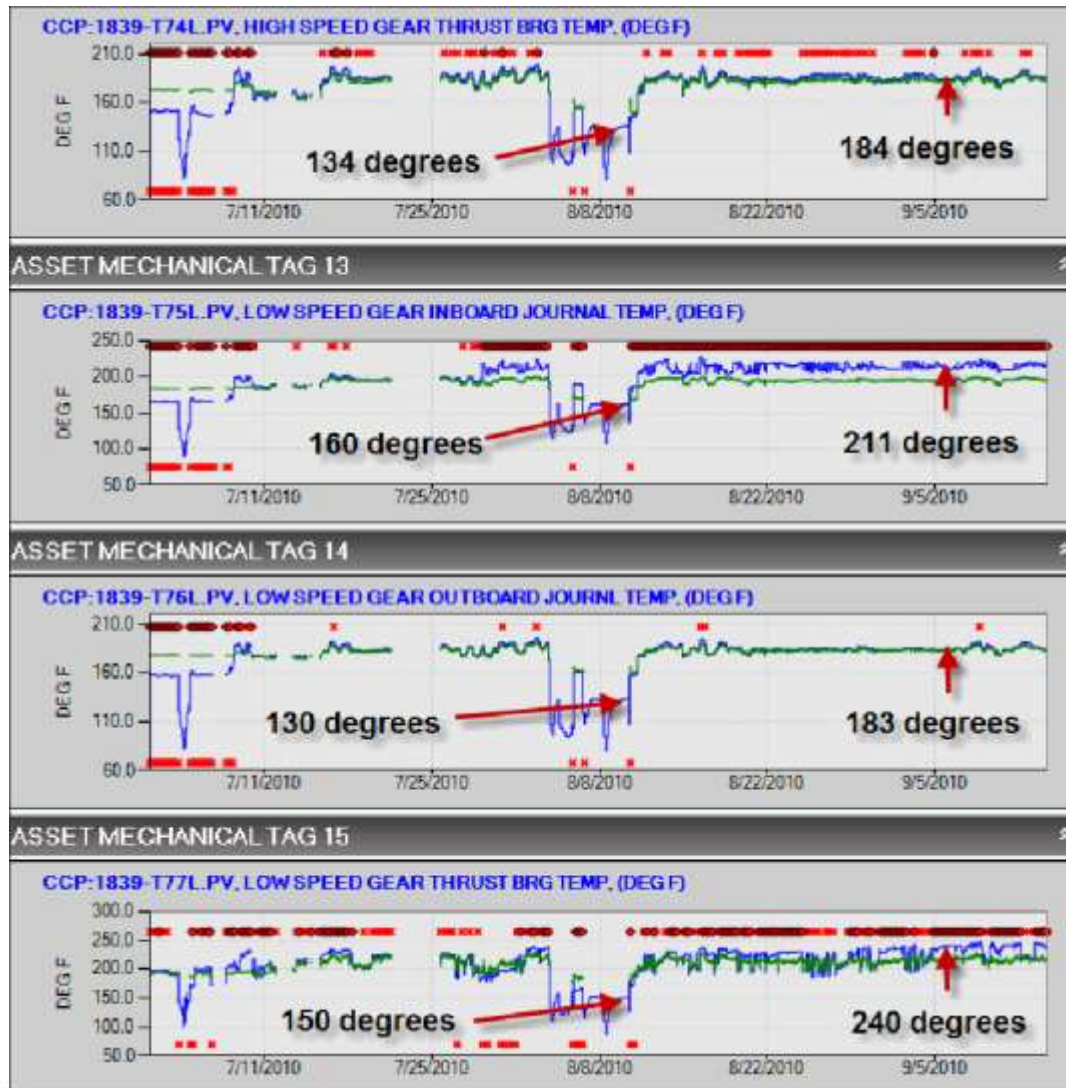 CCP:1839-T74L.PV, HIGH SPEED GEAR THRUST BRG TEMP, (DEG F)
210.0
160.0
110.0
60.0
DEG F
134 degrees
184 degrees
7/11/2010 7/25/2010 8/8/2010 8/22/2010 9/5/2010
ASSET MECHANICAL TAG 13
CCP:1839-T75L.PV, LOW SPEED GEAR INBOARD JOURNAL TEMP, (DEG F)
250.0
200.0
150.0
100.0
50.0
DEG F
160 degrees
211 degrees
7/11/2010 7/25/2010 8/8/2010 8/22/2010 9/5/2010
ASSET MECHANICAL TAG 14
CCP:1839-T76L.PV, LOW SPEED GEAR OUTBOARD JOURNL TEMP, (DEG F)
210.0
160.0
110.0
60.0
DEG F
130 degrees
183 degrees
7/11/2010 7/25/2010 8/8/2010 8/22/2010 9/5/2010
ASSET MECHANICAL TAG 15
CCP:1839-T77L.PV, LOW SPEED GEAR THRUST BRG TEMP, (DEG F)
300.0
250.0
200.0
150.0
100.0
50.0
DEG F
150 degrees
240 degrees
7/11/2010 7/25/2010 8/8/2010 8/22/2010 9/5/2010